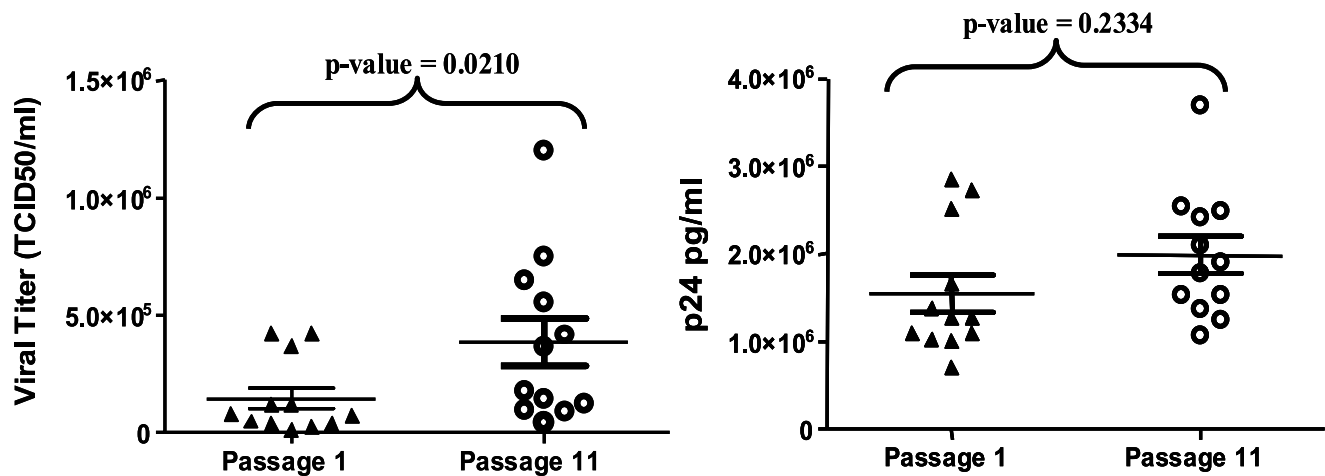 p-value = 0.0210
Viral Titer (TCID50/ml)
1.5×10⁶
1.0×10⁶
5.0×10⁵
0
Passage 1
Passage 11
p-value = 0.2334
p24 pg/ml
4.0×10⁶
3.0×10⁶
2.0×10⁶
1.0×10⁶
0
Passage 1
Passage 11